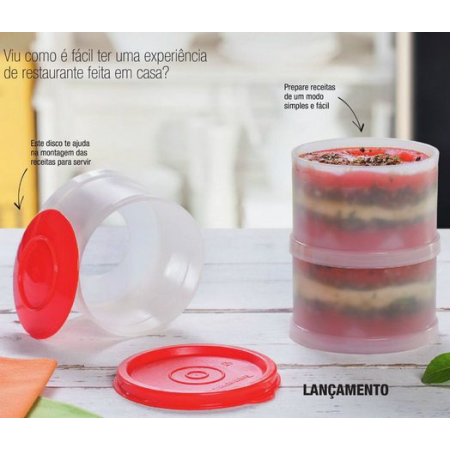 Viu como é fácil ter uma experiência
de restaurante feita em casa?
Prepare receitas
de um modo
simples e fácil
Este disco te ajuda
na montagem das
receitas para servir
LANÇAMENTO